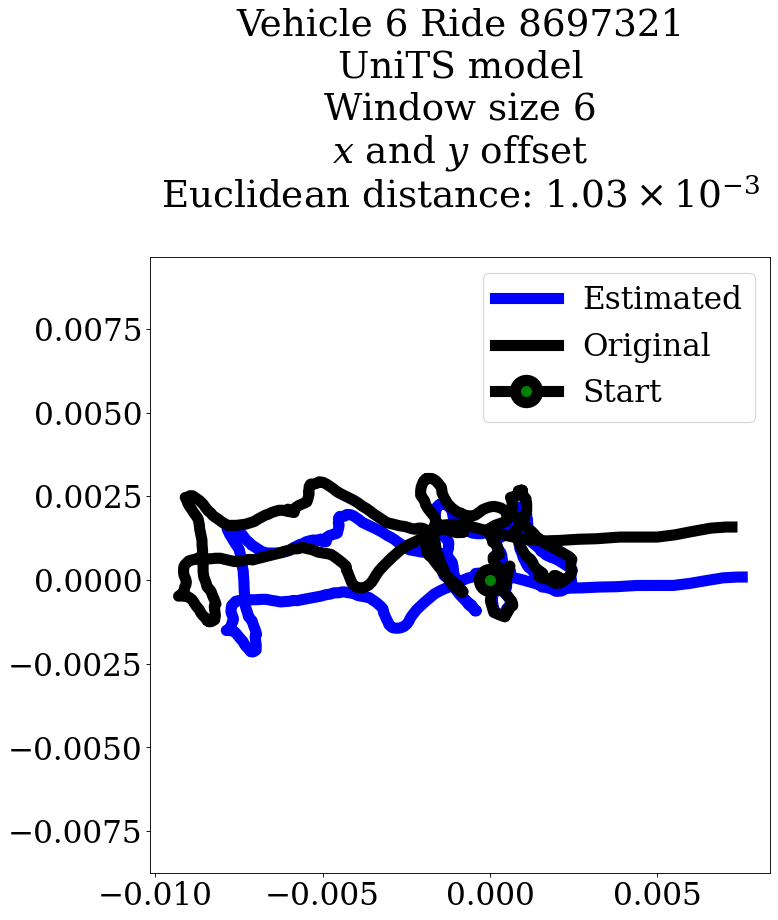 Vehicle 6 Ride 8697321
UniTS model
Window size 6
x and y offset
Euclidean distance: 1.03 × 10⁻³
Estimated
Original
Start
0.0075
0.0050
0.0025
0.0000
−0.0025
−0.0050
−0.0075
−0.010 −0.005 0.000 0.005